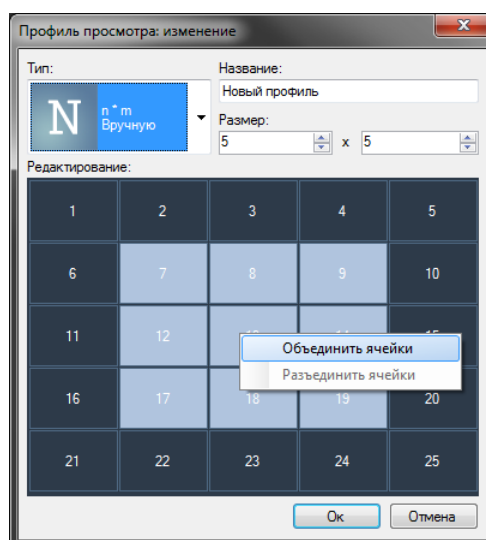 Профиль просмотра: изменение
Тип: Название:
N n * m Вручную
Новый профиль
Размер:
5 x 5
Редактирование:
1 2 3 4 5
6 7 8 9 10
11 12
Объединить ячейки
Разъединить ячейки
16 17 18 19 20
21 22 23 24 25
Ок Отмена